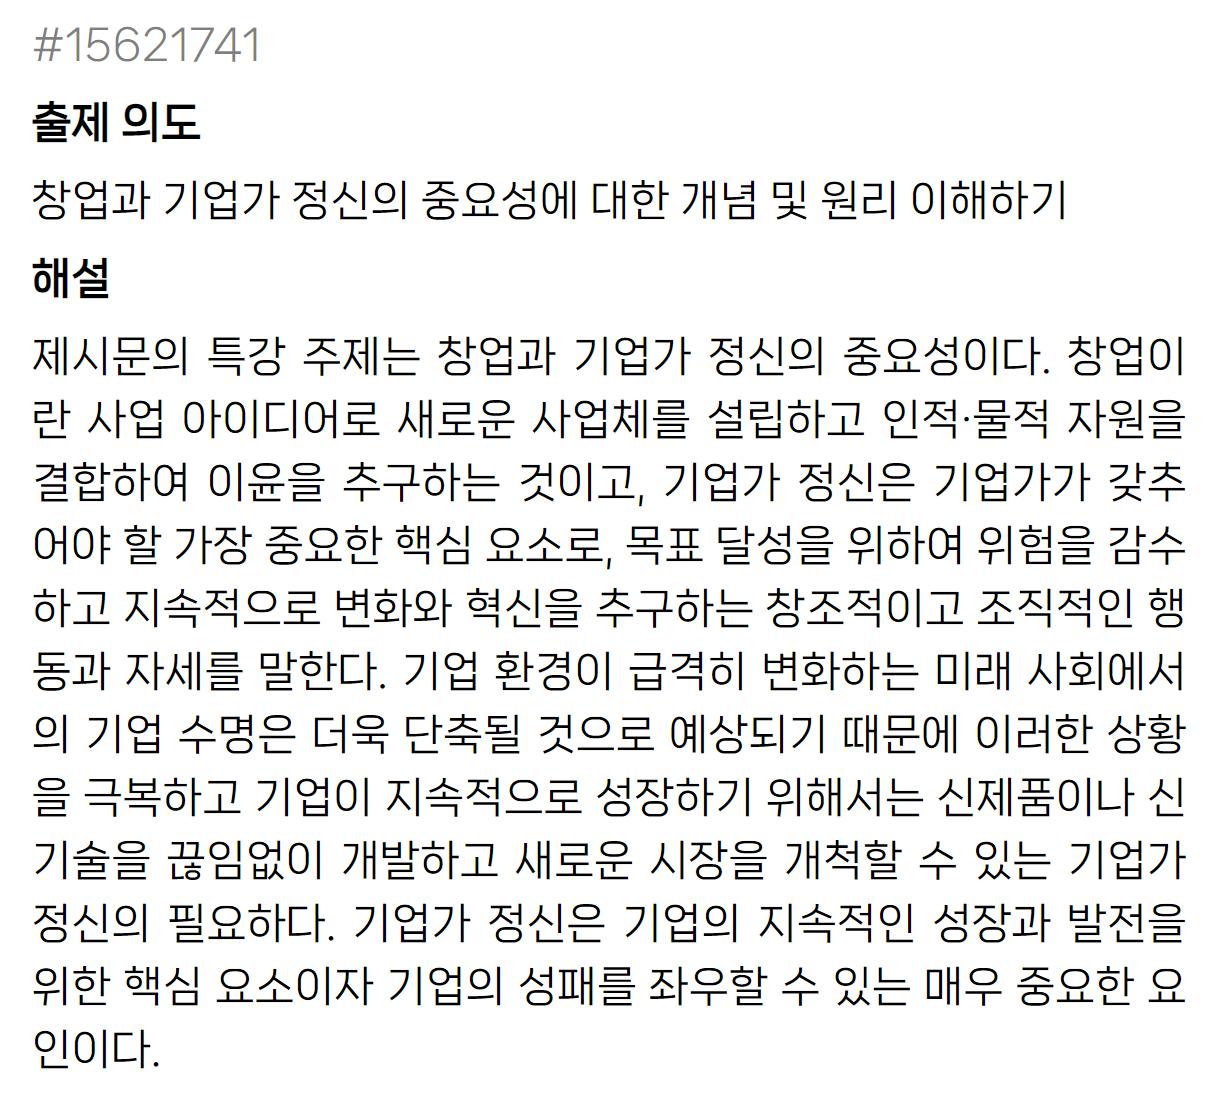 #15621741
출제 의도
창업과 기업가 정신의 중요성에 대한 개념 및 원리 이해하기
해설
제시문의 특강 주제는 창업과 기업가 정신의 중요성이다. 창업이
란 사업 아이디어로 새로운 사업체를 설립하고 인적·물적 자원을
결합하여 이윤을 추구하는 것이고, 기업가 정신은 기업가가 갖추
어야 할 가장 중요한 핵심 요소로, 목표 달성을 위하여 위험을 감수
하고 지속적으로 변화와 혁신을 추구하는 창조적이고 조직적인 행
동과 자세를 말한다. 기업 환경이 급격히 변화하는 미래 사회에서
의 기업 수명은 더욱 단축될 것으로 예상되기 때문에 이러한 상황
을 극복하고 기업이 지속적으로 성장하기 위해서는 신제품이나 신
기술을 끊임없이 개발하고 새로운 시장을 개척할 수 있는 기업가
정신의 필요하다. 기업가 정신은 기업의 지속적인 성장과 발전을
위한 핵심 요소이자 기업의 성패를 좌우할 수 있는 매우 중요한 요
인이다.